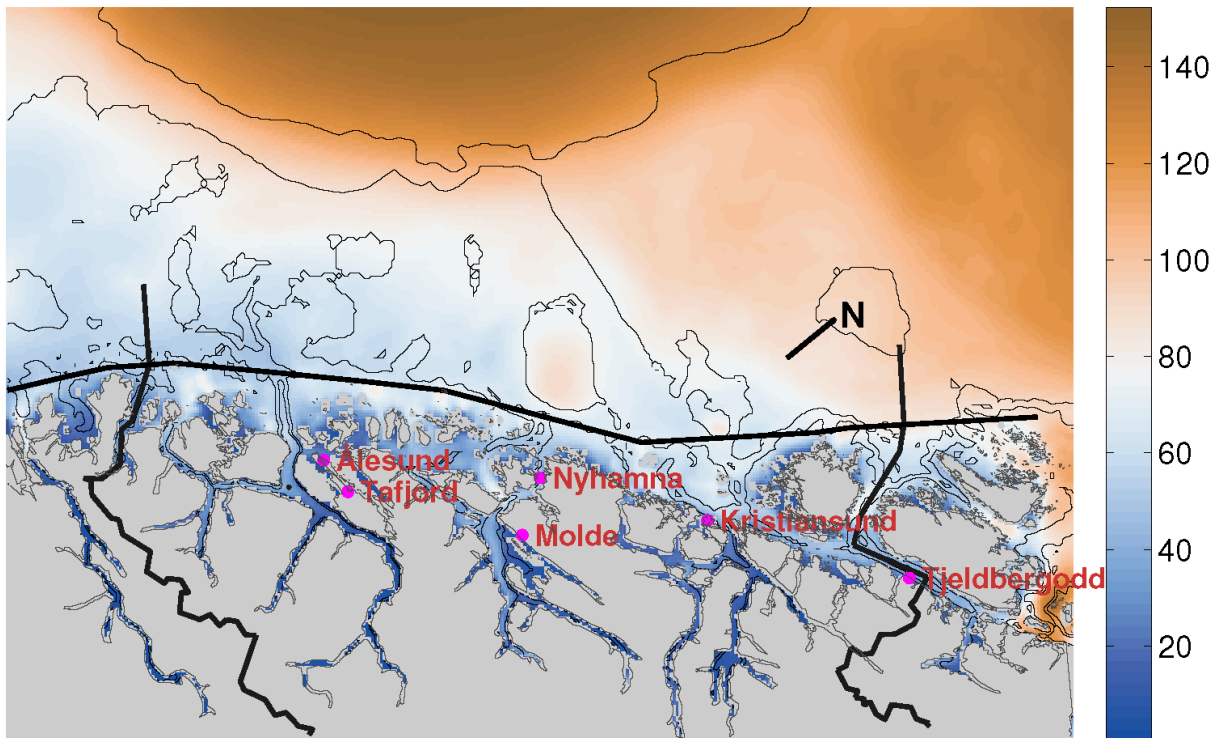 140
120
100
N
80
Ålesund
Nyhamna
Tafjord
60
Kristiansund
Molde
Tjeldbergodd
40
20